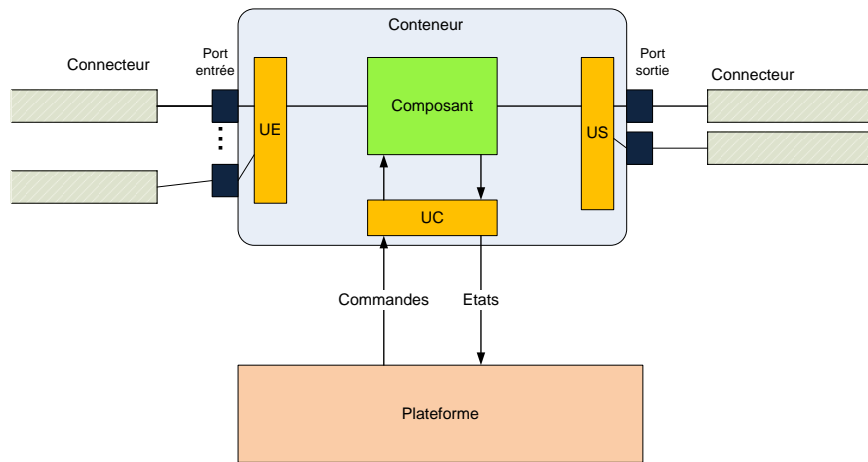 Conteneur
Port
entrée
Port
sortie
Connecteur
Connecteur
Composant
UE
US
UC
Commandes
Etats
Plateforme